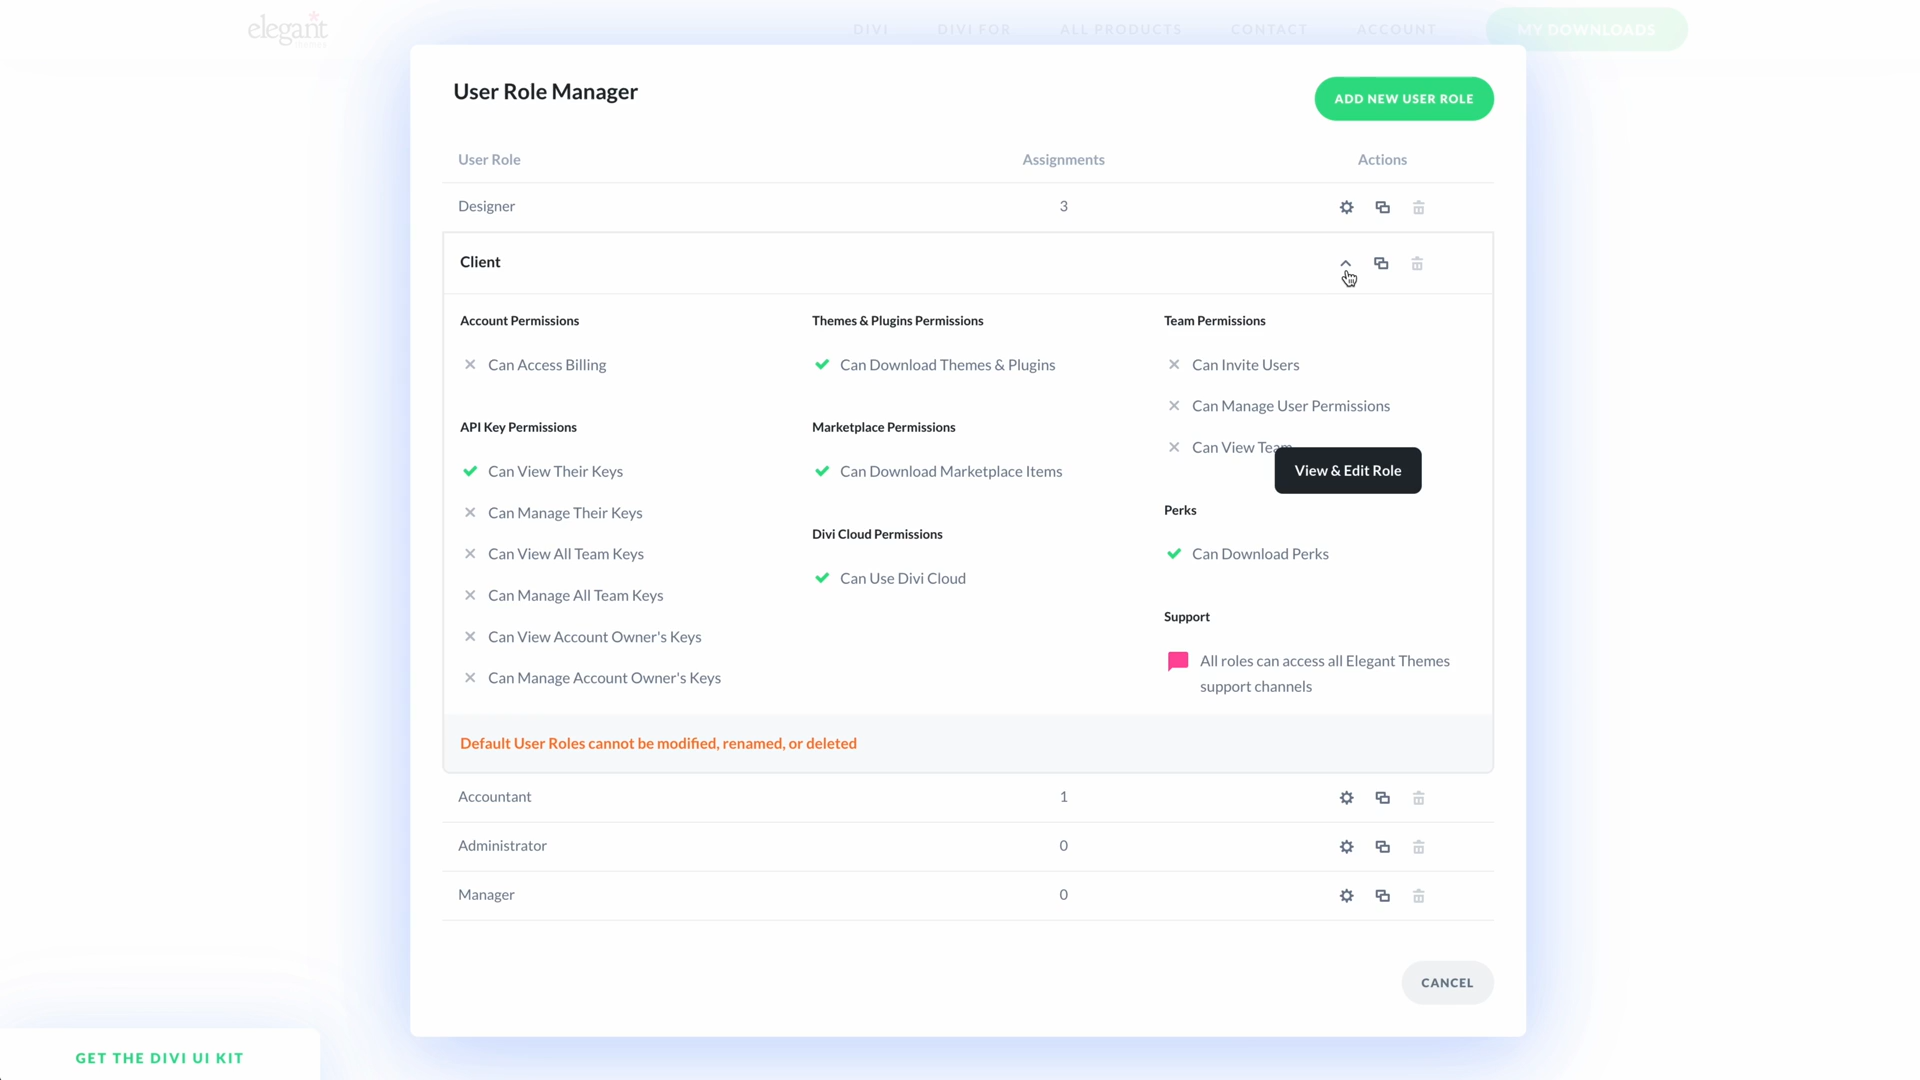 elegant
DIVI
DIVI FOR
ALL PRODUCTS
CONTACT
ACCOUNT
MY DOWNLOADS
User Role Manager
ADD NEW USER ROLE
User Role
Assignments
Actions
Designer
3
Client
Account Permissions
Can Access Billing
API Key Permissions
Can View Their Keys
Can Manage Their Keys
Can View All Team Keys
Can Manage All Team Keys
Can View Account Owner's Keys
Can Manage Account Owner's Keys
Themes & Plugins Permissions
Can Download Themes & Plugins
Marketplace Permissions
Can Download Marketplace Items
Divi Cloud Permissions
Can Use Divi Cloud
Team Permissions
Can Invite Users
Can Manage User Permissions
Can View Team
View & Edit Role
Perks
Can Download Perks
Support
All roles can access all Elegant Themes
support channels
Default User Roles cannot be modified, renamed, or deleted
Accountant
1
Administrator
0
Manager
0
CANCEL
GET THE DIVI UI KIT